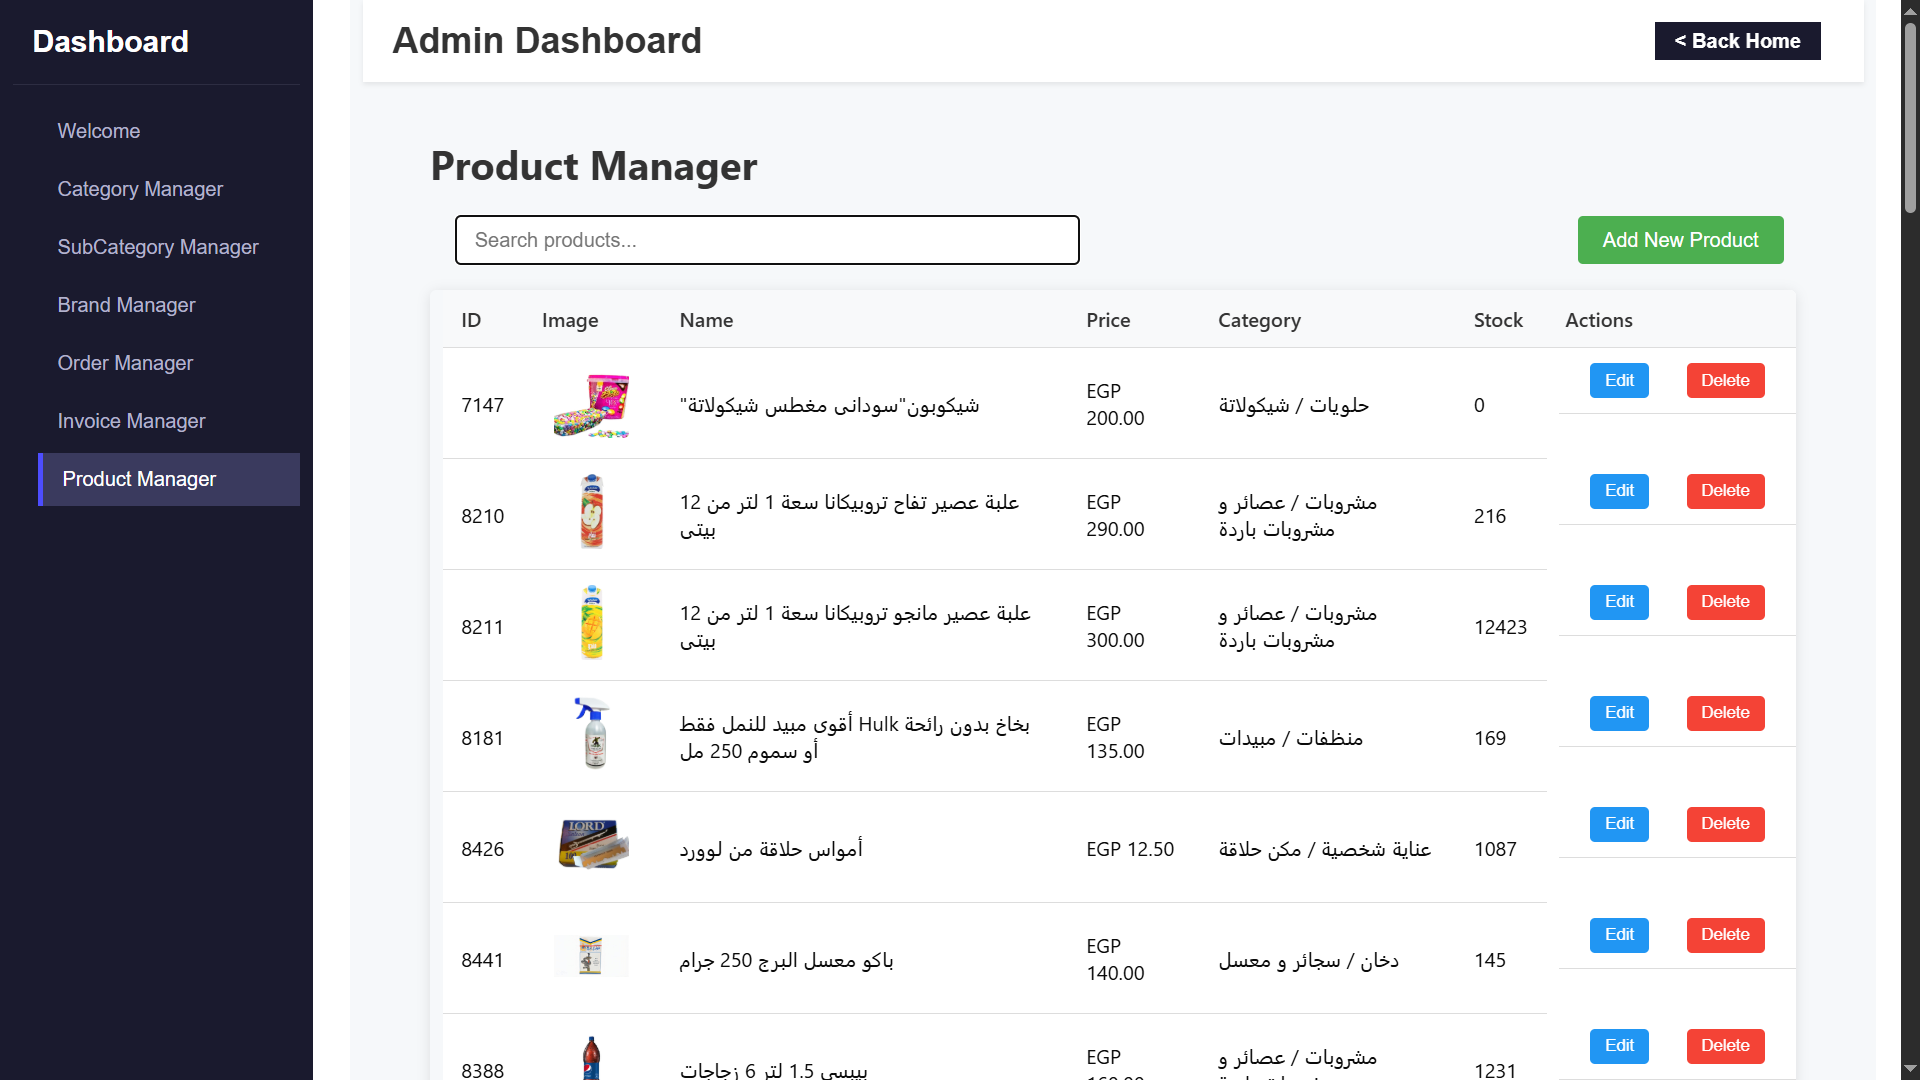 Dashboard
Welcome
Category Manager
SubCategory Manager
Brand Manager
Order Manager
Invoice Manager
Product Manager
Admin Dashboard
< Back Home
Product Manager
Search products...
Add New Product
ID Image Name Price Category Stock Actions
7147
شيكوبون"سودانى مغطس شيكولاتة"
EGP
200.00
حلويات / شيكولاتة
0
Edit Delete
8210
علبة عصير تفاح تروبيكانا سعة 1 لتر من 12
بيتى
EGP
290.00
مشروبات / عصائر و
مشروبات باردة
216
Edit Delete
8211
علبة عصير مانجو تروبيكانا سعة 1 لتر من 12
بيتى
EGP
300.00
مشروبات / عصائر و
مشروبات باردة
12423
Edit Delete
8181
بخاخ بدون رائحة Hulk أقوى مبيد للنمل فقط
أو سموم 250 مل
EGP
135.00
منظفات / مبيدات
169
Edit Delete
8426
LORD
أمواس حلاقة من لوورد
EGP 12.50
عناية شخصية / مكن حلاقة
1087
Edit Delete
8441
باكو معسل البرج 250 جرام
EGP
140.00
دخان / سجائر و معسل
145
Edit Delete
8388
بيبسى 1.5 لتر 6 زجاجات
EGP
مشروبات / عصائر و
1231
Edit Delete